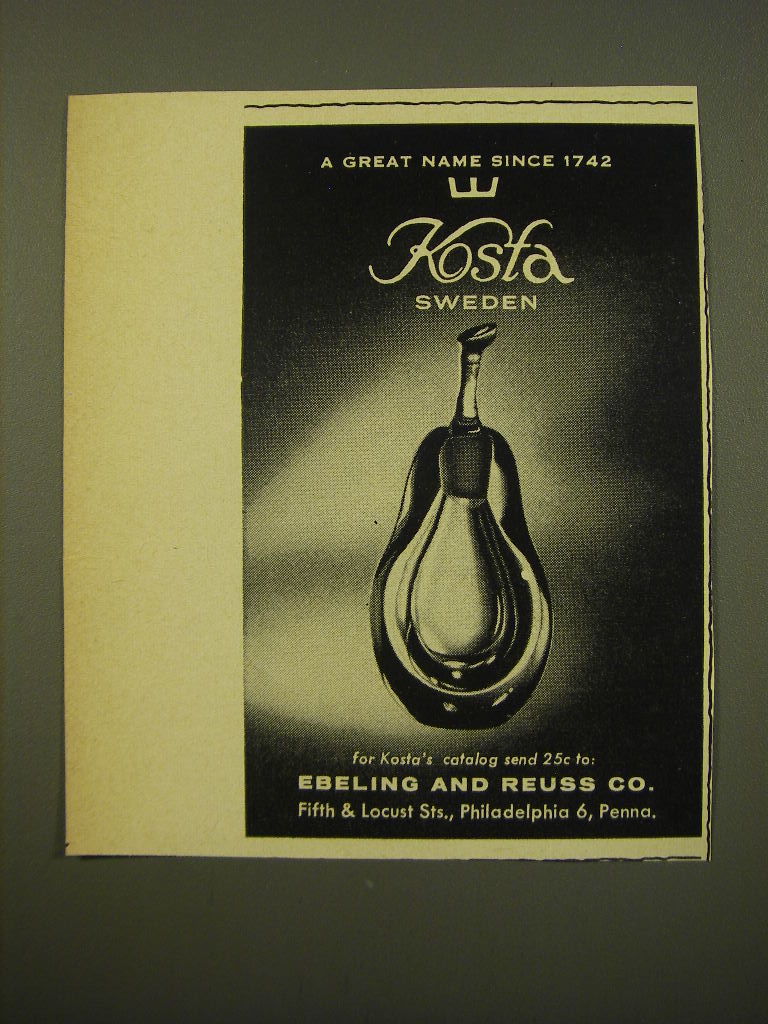 A GREAT NAME SINCE 1742
Kosta
SWEDEN
for Kosta's catalog send 25c to:
EBELING AND REUSS CO.
Fifth & Locust Sts., Philadelphia 6, Penna.